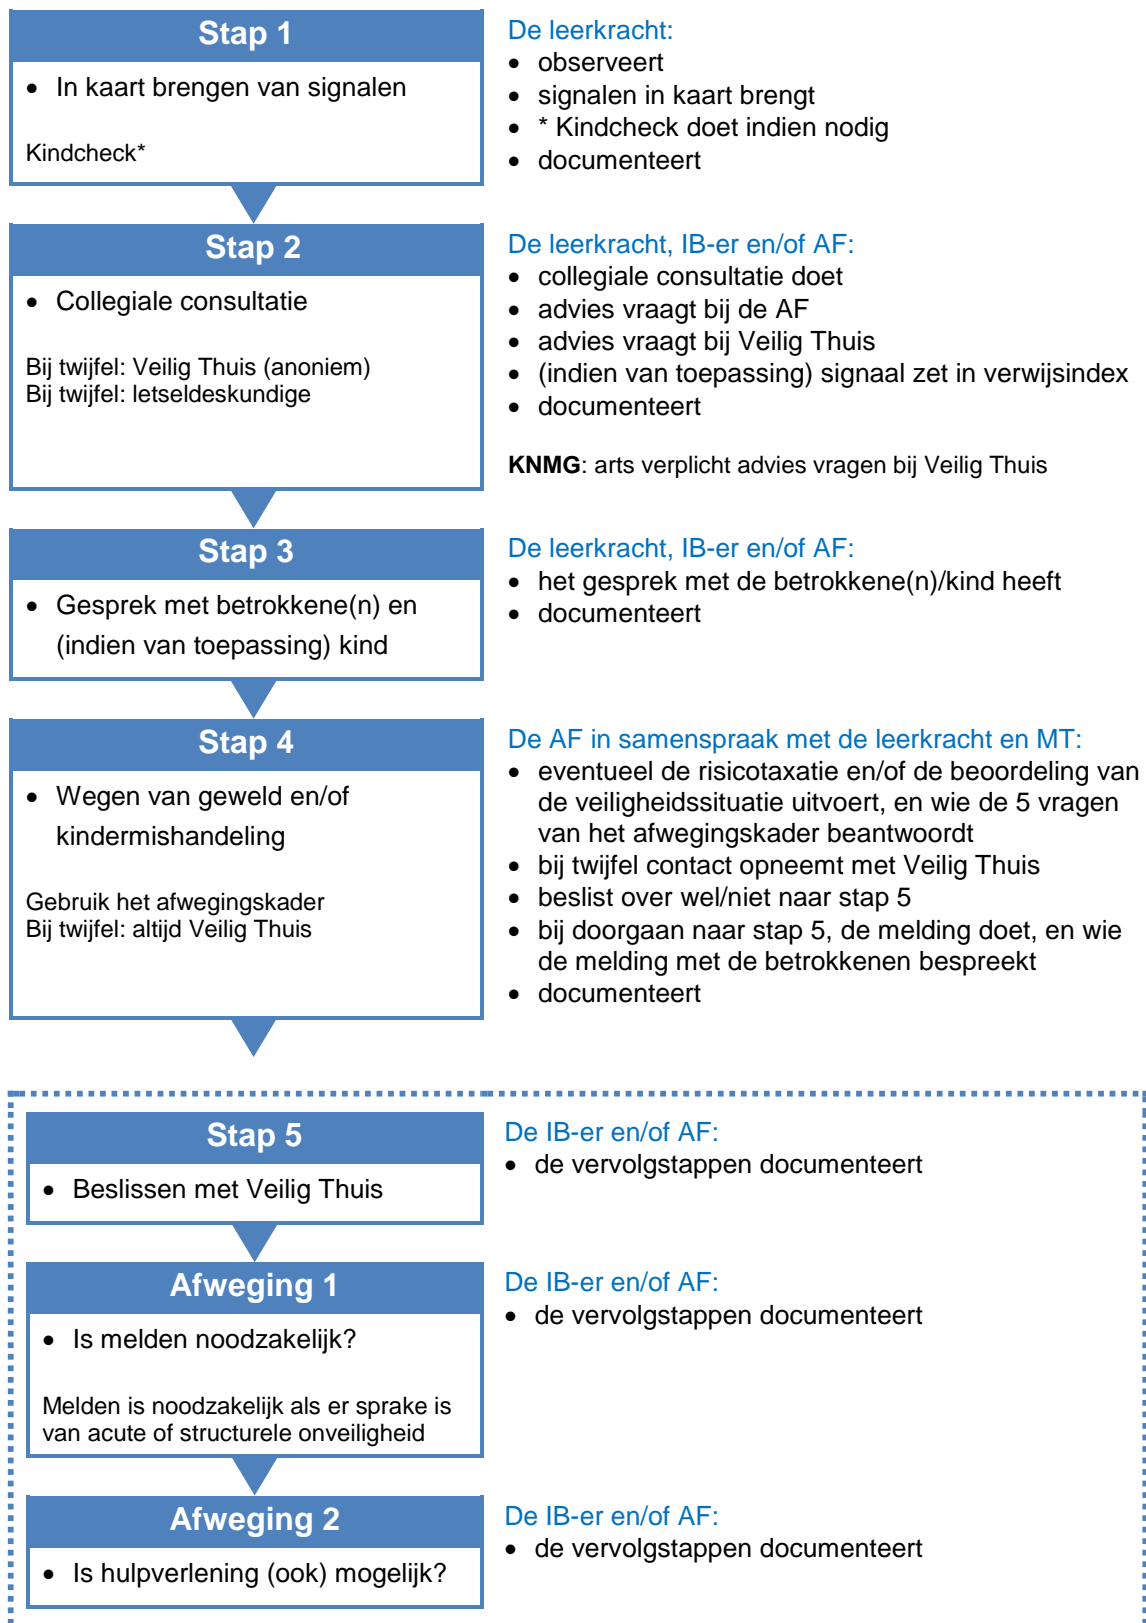 Stap 1
• In kaart brengen van signalen
Kindcheck*
De leerkracht:
• observeert
• signalen in kaart brengt
• * Kindcheck doet indien nodig
• documenteert
Stap 2
• Collegiale consultatie
Bij twijfel: Veilig Thuis (anoniem)
Bij twijfel: letseldeskundige
De leerkracht, IB-er en/of AF:
• collegiale consultatie doet
• advies vraagt bij de AF
• advies vraagt bij Veilig Thuis
• (indien van toepassing) signaal zet in verwijsindex
• documenteert
KNMG: arts verplicht advies vragen bij Veilig Thuis
Stap 3
• Gesprek met betrokkene(n) en
(indien van toepassing) kind
De leerkracht, IB-er en/of AF:
• het gesprek met de betrokkene(n)/kind heeft
• documenteert
Stap 4
• Wegen van geweld en/of
kindermishandeling
Gebruik het afwegingskader
Bij twijfel: altijd Veilig Thuis
De AF in samenspraak met de leerkracht en MT:
• eventueel de risicotaxatie en/of de beoordeling van
de veiligheidssituatie uitvoert, en wie de 5 vragen
van het afwegingskader beantwoordt
• bij twijfel contact opneemt met Veilig Thuis
• beslist over wel/niet naar stap 5
• bij doorgaan naar stap 5, de melding doet, en wie
de melding met de betrokkenen bespreekt
• documenteert
Stap 5
• Beslissen met Veilig Thuis
De IB-er en/of AF:
• de vervolgstappen documenteert
Afweging 1
• Is melden noodzakelijk?
Melden is noodzakelijk als er sprake is
van acute of structurele onveiligheid
De IB-er en/of AF:
• de vervolgstappen documenteert
Afweging 2
• Is hulpverlening (ook) mogelijk?
De IB-er en/of AF:
• de vervolgstappen documenteert